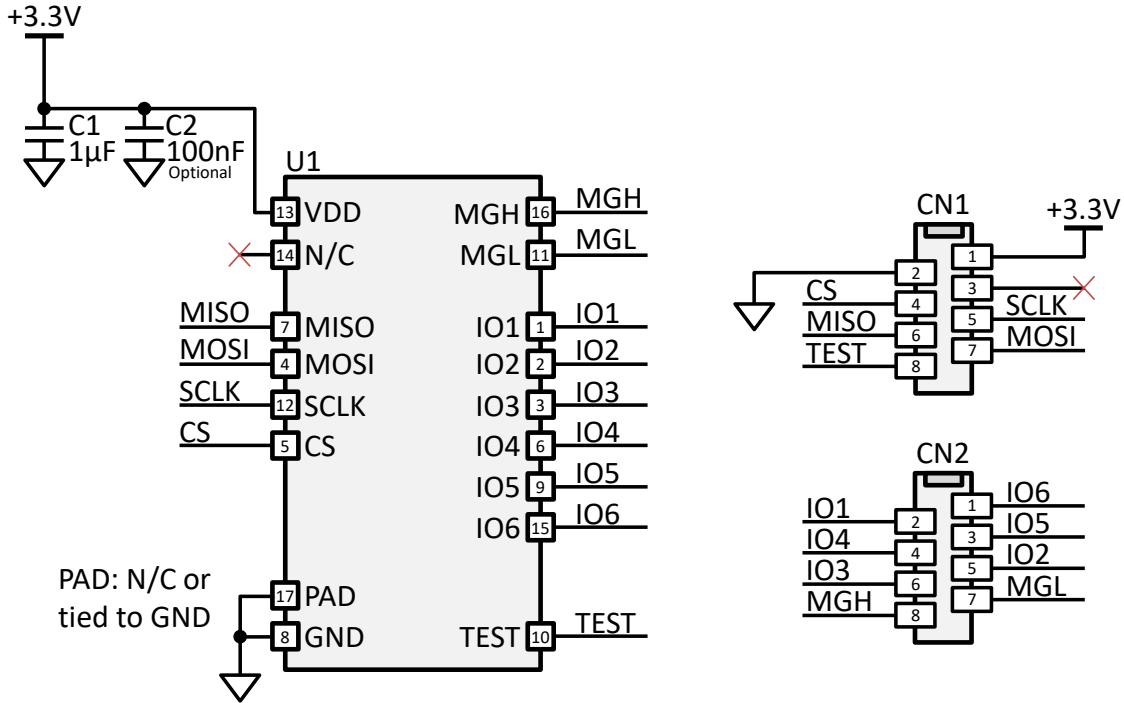 +3.3V
C1
1µF
C2
100nF
Optional
U1
13 VDD
14 N/C
MISO 7 MISO
MOSI 4 MOSI
SCLK 12 SCLK
CS 5 CS
PAD: N/C or
tied to GND
17 PAD
8 GND
MGH 16 MGH
MGL 11 MGL
IO1 1 IO1
IO2 2 IO2
IO3 3 IO3
IO4 6 IO4
IO5 9 IO5
IO6 15 IO6
TEST 10 TEST
CN1
+3.3V
1
2
3
CS 4
5 SCLK
MISO 6
7 MOSI
TEST 8
CN2
1 IO6
IO1 2
3 IO5
IO4 4
5 IO2
IO3 6
7 MGL
MGH 8